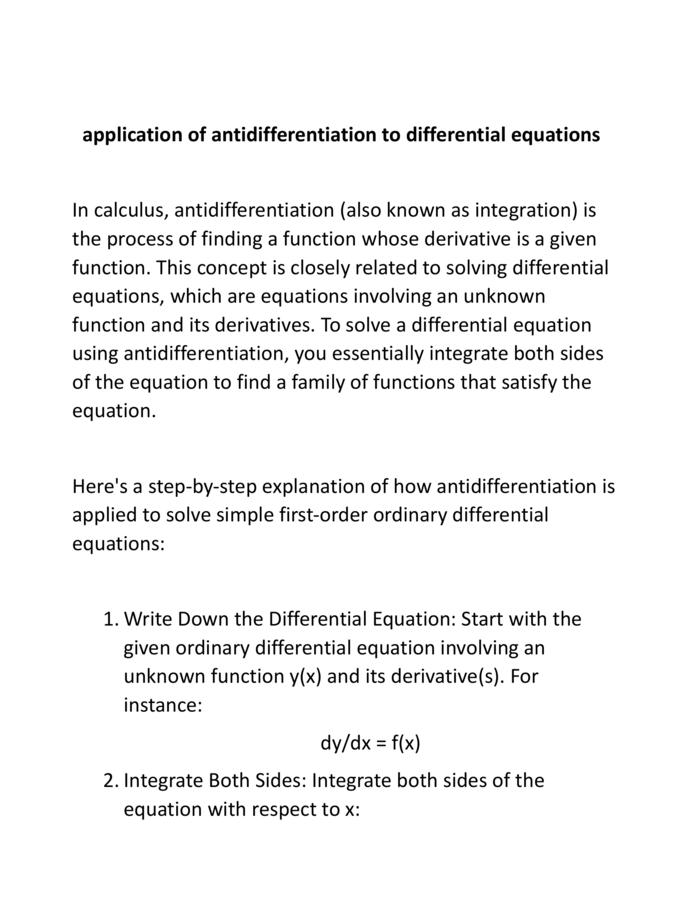 application of antidifferentiation to differential equations
In calculus, antidifferentiation (also known as integration) is
the process of finding a function whose derivative is a given
function. This concept is closely related to solving differential
equations, which are equations involving an unknown
function and its derivatives. To solve a differential equation
using antidifferentiation, you essentially integrate both sides
of the equation to find a family of functions that satisfy the
equation.
Here's a step-by-step explanation of how antidifferentiation is
applied to solve simple first-order ordinary differential
equations:
1. Write Down the Differential Equation: Start with the
given ordinary differential equation involving an
unknown function y(x) and its derivative(s). For
instance:
dy/dx = f(x)
2. Integrate Both Sides: Integrate both sides of the
equation with respect to x: